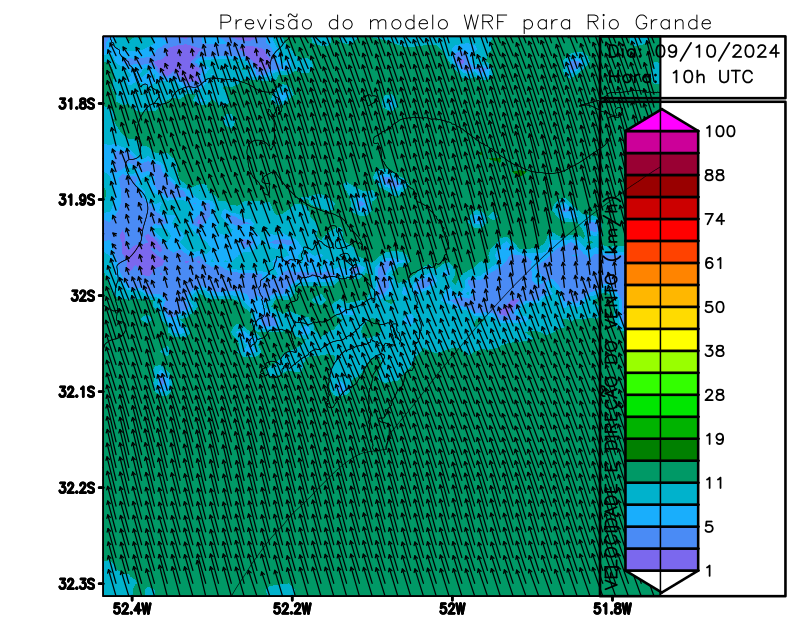 Previsão do modelo WRF para Rio Grande
Dia: 09/10/2024
Hora: 10h UTC
31.8S
31.9S
32S
32.1S
32.2S
32.3S
52.4W
52.2W
52W
51.8W
VELOCIDADE E DIREÇÃO DO VENTO (km/h)
100
88
74
61
50
38
28
19
11
5
1